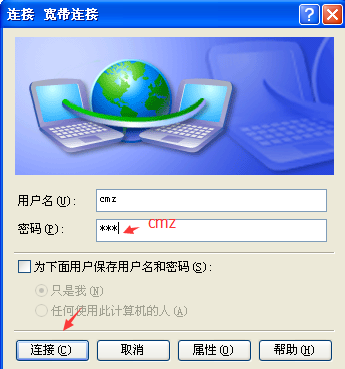 连接 宽带连接
用户名(U):
cmz
密码(P):
***
cmz
为下面用户保存用户名和密码(S):
只是我(N)
任何使用此计算机的人(A)
连接(C)
取消
属性(O)
帮助(H)